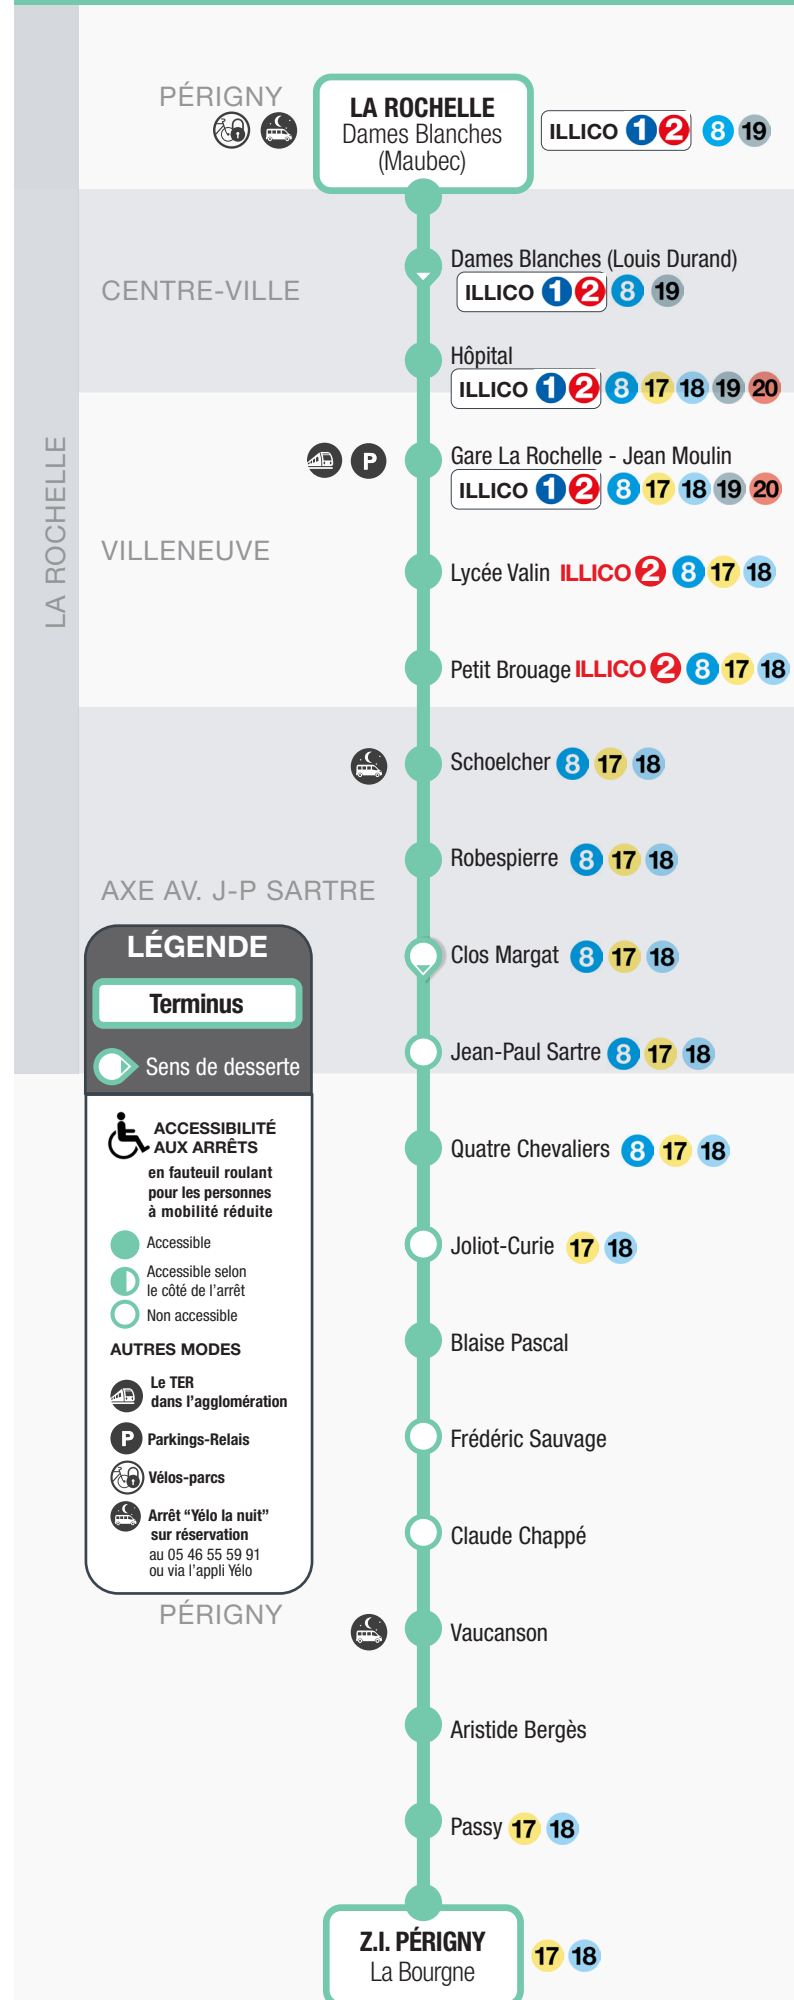 PÉRIGNY
LA ROCHELLE
Dames Blanches
(Maubec)
ILLICO 1 2 8 19
LA ROCHELLE
CENTRE-VILLE
Dames Blanches (Louis Durand)
ILLICO 1 2 8 19
Hôpital
ILLICO 1 2 8 17 18 19 20
VILLENEUVE
P
Gare La Rochelle - Jean Moulin
ILLICO 1 2 8 17 18 19 20
Lycée Valin ILLICO 2 8 17 18
Petit Brouage ILLICO 2 8 17 18
AXE AV. J-P SARTRE
Schoelcher 8 17 18
Robespierre 8 17 18
Clos Margat 8 17 18
Jean-Paul Sartre 8 17 18
Quatre Chevaliers 8 17 18
Joliot-Curie 17 18
Blaise Pascal
Frédéric Sauvage
Claude Chappé
PÉRIGNY
Vaucanson
Aristide Bergès
Passy 17 18
Z.I. PÉRIGNY
La Bourgne
17 18
LÉGENDE
Terminus
Sens de desserte
ACCESSIBILITÉ
AUX ARRÊTS
en fauteuil roulant
pour les personnes
à mobilité réduite
Accessible
Accessible selon
le côté de l'arrêt
Non accessible
AUTRES MODES
Le TER
dans l'agglomération
P Parkings-Relais
Vélos-parcs
Arrêt “Yélo la nuit”
sur réservation
au 05 46 55 59 91
ou via l'appli Yélo